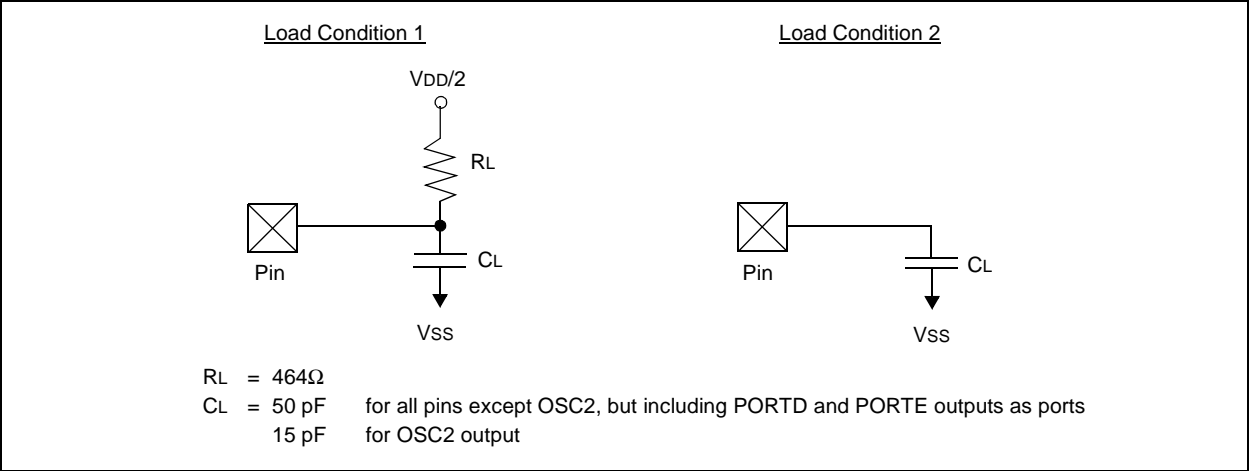 Load Condition 1
Load Condition 2
VDD/2
RL
CL
Pin
VSS
CL
Pin
VSS
RL = 464Ω
CL = 50 pF for all pins except OSC2, but including PORTD and PORTE outputs as ports
15 pF for OSC2 output